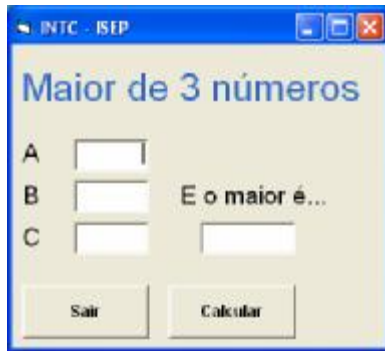 INTC - ISEP
Maior de 3 números
A
B E o maior é...
C
Sair Calcular